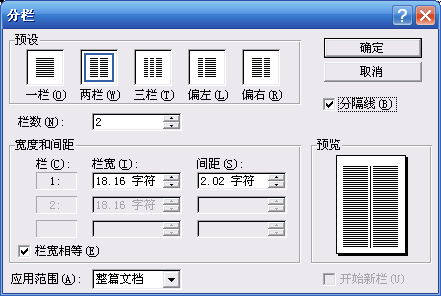 分栏
预设
确定
取消
一栏(O) 两栏(W) 三栏(T) 偏左(L) 偏右(R)
栏数(N): 2
分隔线(B)
宽度和间距
预览
栏(C): 栏宽(I): 间距(S):
1: 18.16 字符 2.02 字符
2: 18.16 字符
栏宽相等(E)
应用范围(A): 整篇文档
开始新栏(U)